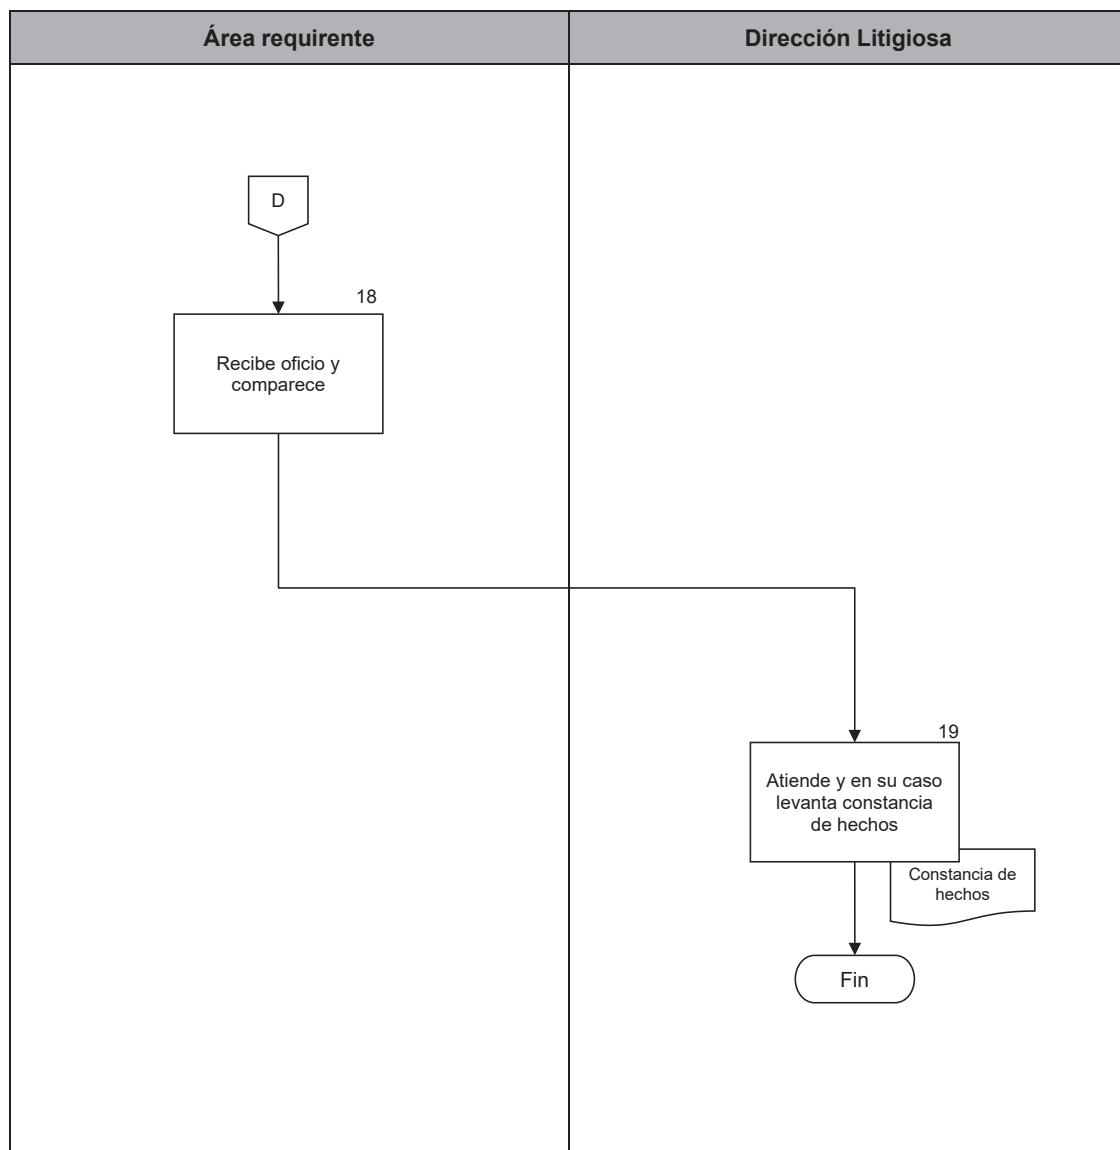 Área requirente
Dirección Litigiosa
D
18
Recibe oficio y
comparece
19
Atiende y en su caso
levanta constancia
de hechos
Constancia de
hechos
Fin